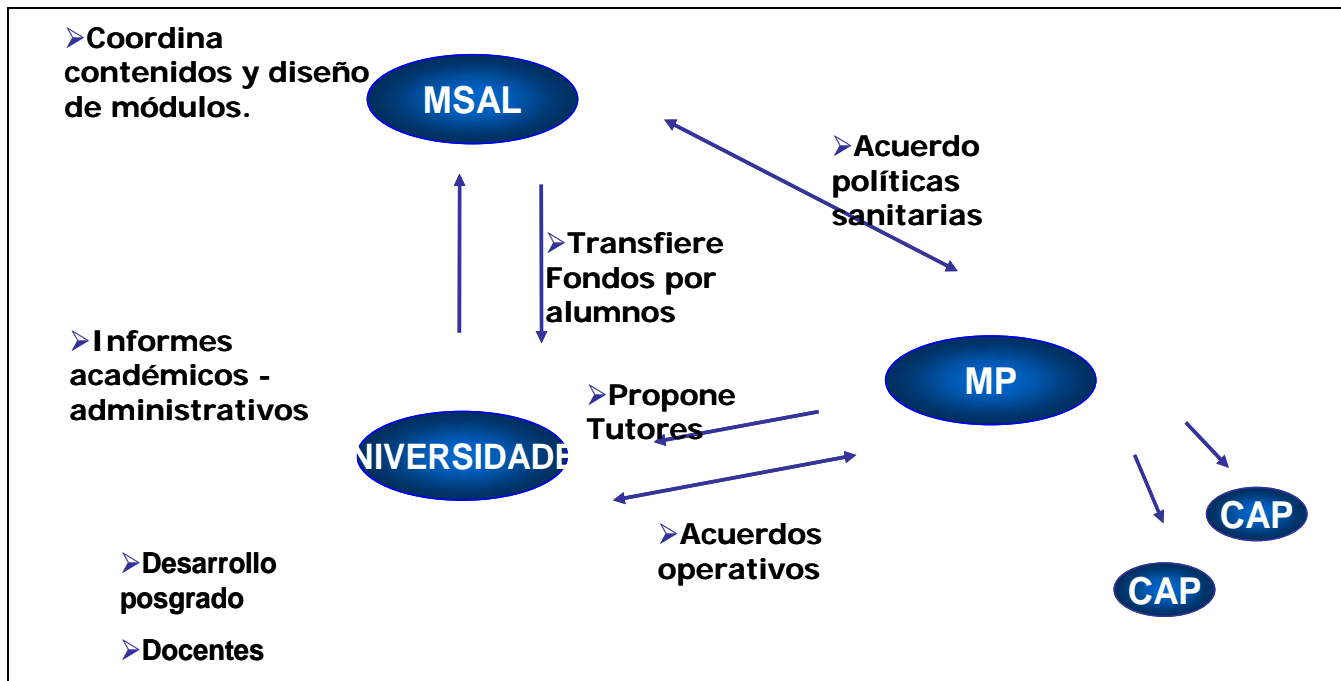 ➢Coordina
contenidos y diseño
de módulos.
MSAL
➢Acuerdo
políticas
sanitarias
➢Transfiere
Fondos por
alumnos
➢Informes
académicos -
administrativos
MP
➢Propone
Tutores
NIVERSIDADE
CAP
➢Acuerdos
operativos
CAP
➢Desarrollo
posgrado
➢Docentes